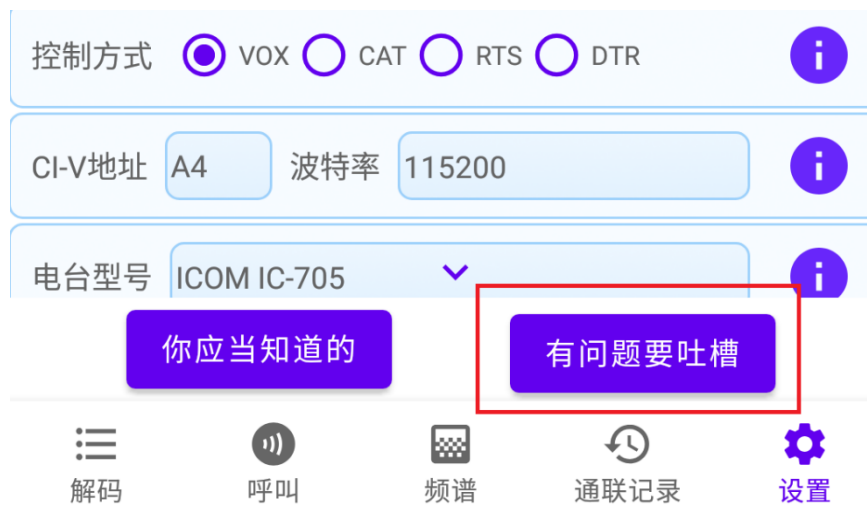 控制方式 VOX CAT RTS DTR
CI-V地址 A4 波特率 115200
电台型号 ICOM IC-705
你应当知道的 有问题要吐槽
解码 呼叫 频谱 通联记录 设置